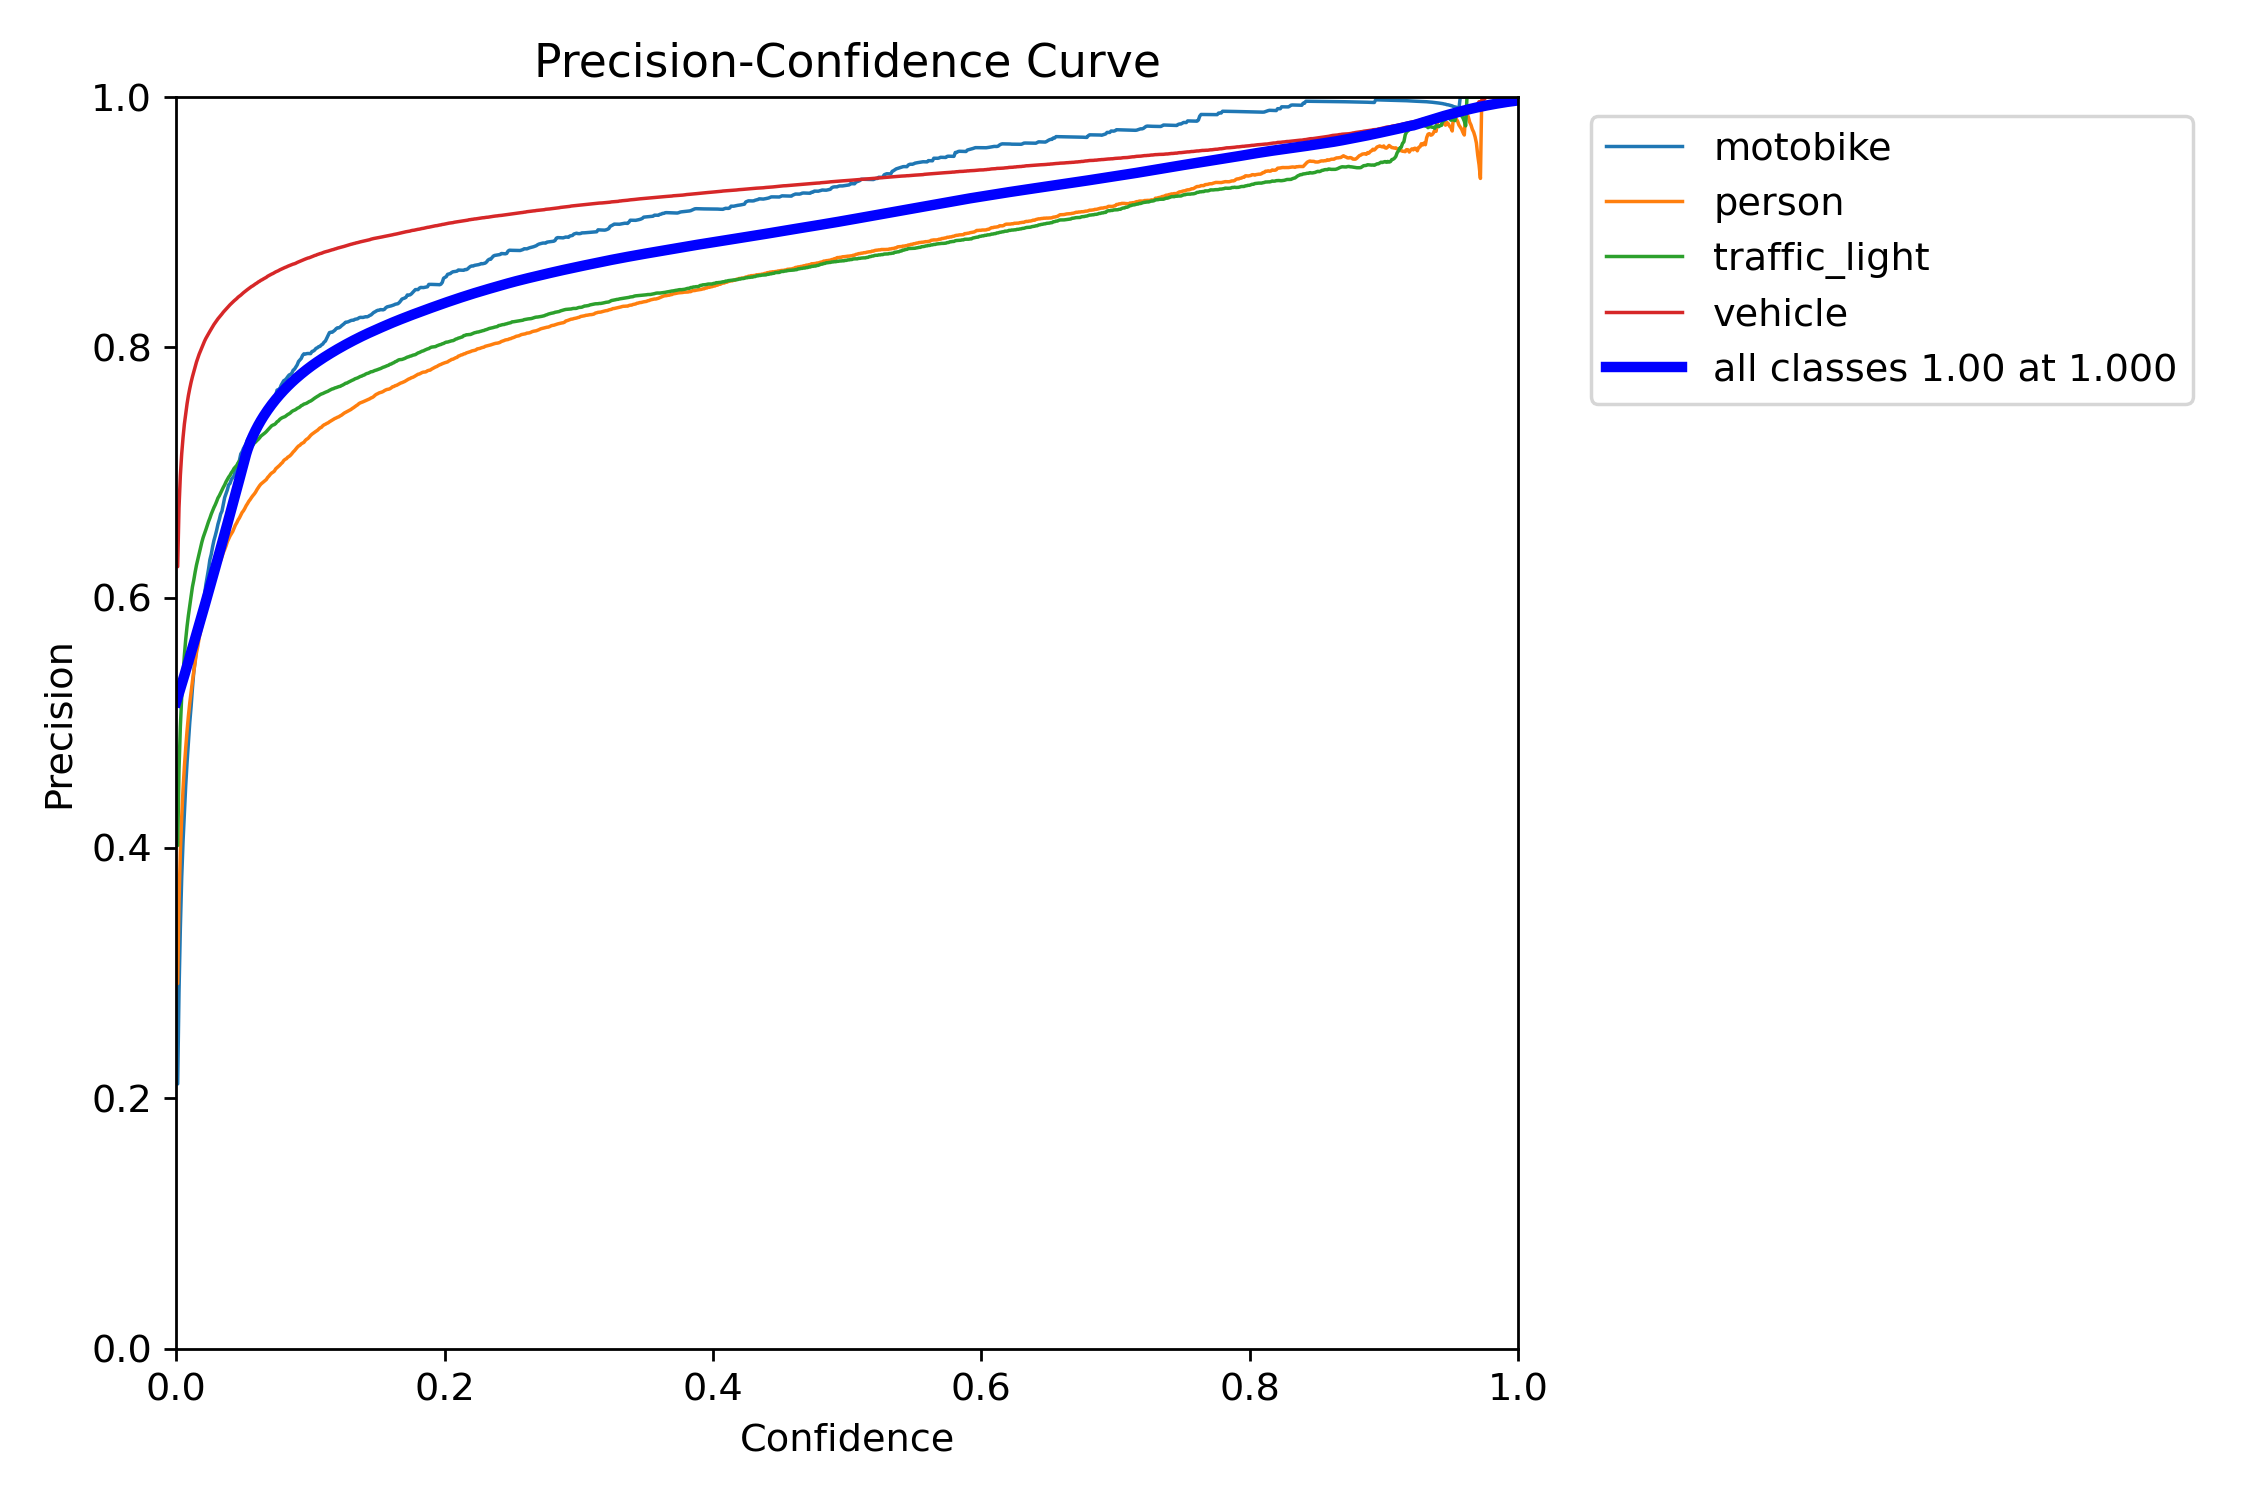 Precision-Confidence Curve
1.0
0.8
0.6
0.4
0.2
0.0
Precision
0.0 0.2 0.4 0.6 0.8 1.0
Confidence
motobike
person
traffic_light
vehicle
all classes 1.00 at 1.000